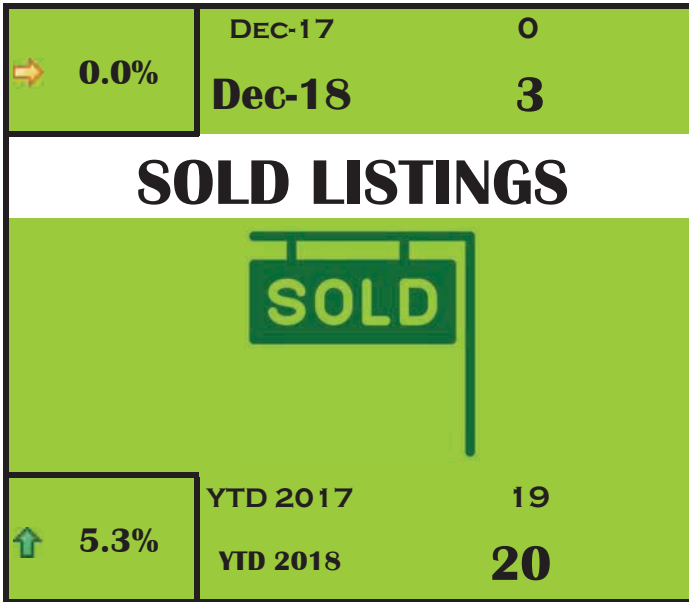 DEC-17 0
0.0%
Dec-18 3
SOLD LISTINGS
SOLD
YTD 2017 19
5.3%
YTD 2018 20